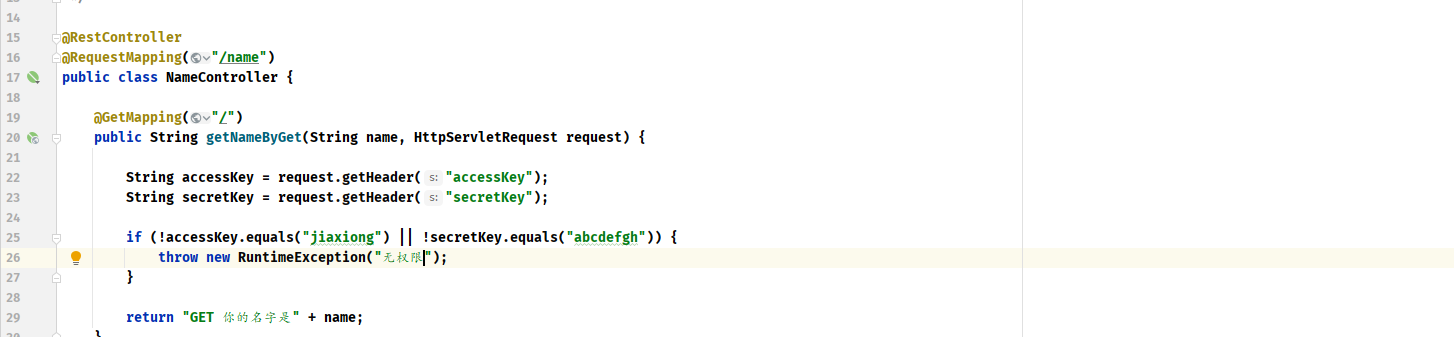 14
15 @RestController
16 @RequestMapping("/name")
17 public class NameController {
18
19 @GetMapping("/")
20 public String getNameByGet(String name, HttpServletRequest request) {
21
22 String accessKey = request.getHeader( s: "accessKey");
23 String secretKey = request.getHeader( s: "secretKey");
24
25 if (!accessKey.equals("jiaxiong") || !secretKey.equals("abcdefgh")) {
26 throw new RuntimeException("无权限");
27 }
28
29 return "GET 你的名字是" + name;